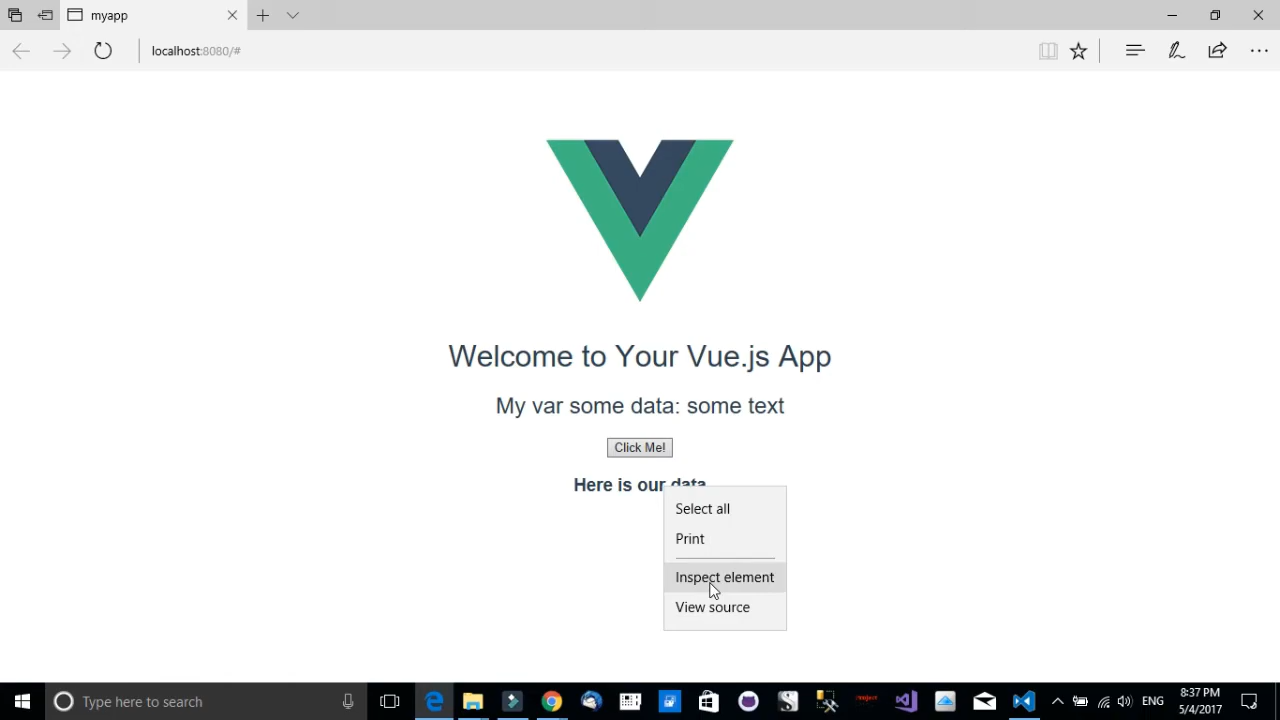 myapp
localhost:8080/#
Welcome to Your Vue.js App
My var some data: some text
Click Me!
Here is our data
Select all
Print
Inspect element
View source
Type here to search
ENG
8:37 PM
5/4/2017